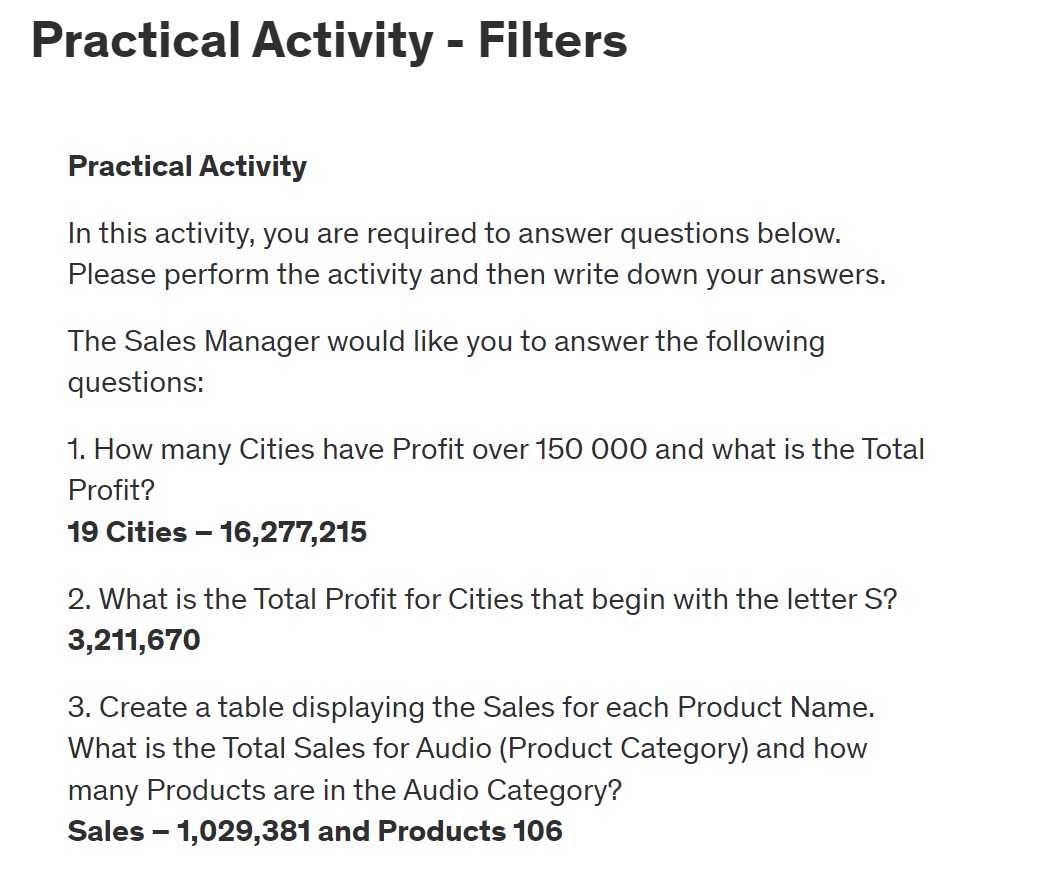 Practical Activity - Filters
Practical Activity
In this activity, you are required to answer questions below.
Please perform the activity and then write down your answers.
The Sales Manager would like you to answer the following
questions:
1. How many Cities have Profit over 150 000 and what is the Total
Profit?
19 Cities – 16,277,215
2. What is the Total Profit for Cities that begin with the letter S?
3,211,670
3. Create a table displaying the Sales for each Product Name.
What is the Total Sales for Audio (Product Category) and how
many Products are in the Audio Category?
Sales – 1,029,381 and Products 106